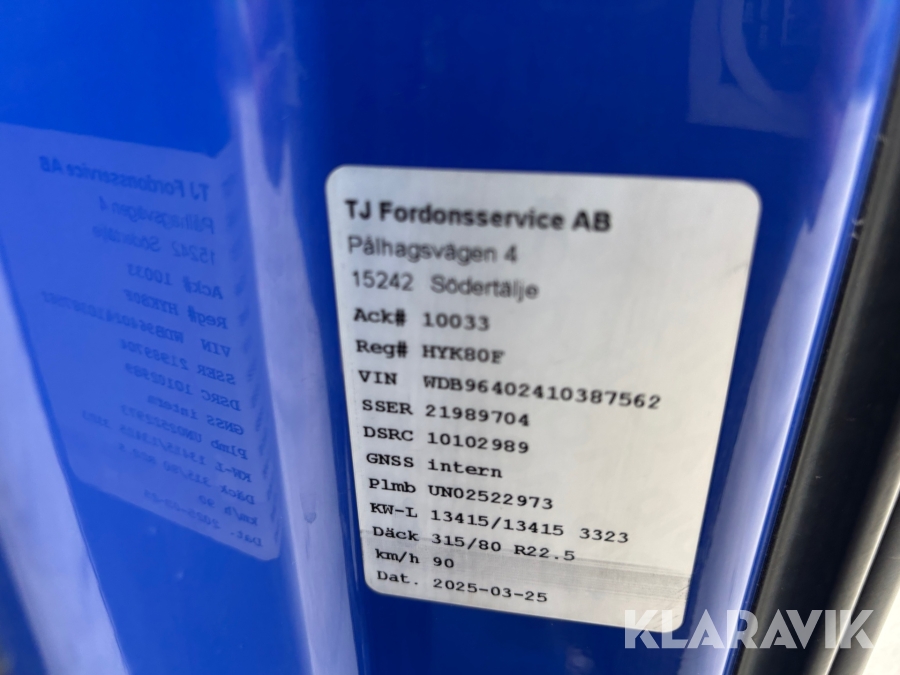 TJ Fordonsservice AB
Pålhagsvägen 4
15242 Södertälje
Ack# 10033
Reg# HYK80F
VIN WDB96402410387562
SSER 21989704
DSRC 10102989
GNSS intern
Plmb UN02522973
KW-L 13415/13415 3323
Däck 315/80 R22.5
km/h 90
Dat. 2025-03-25
KLARAVIK